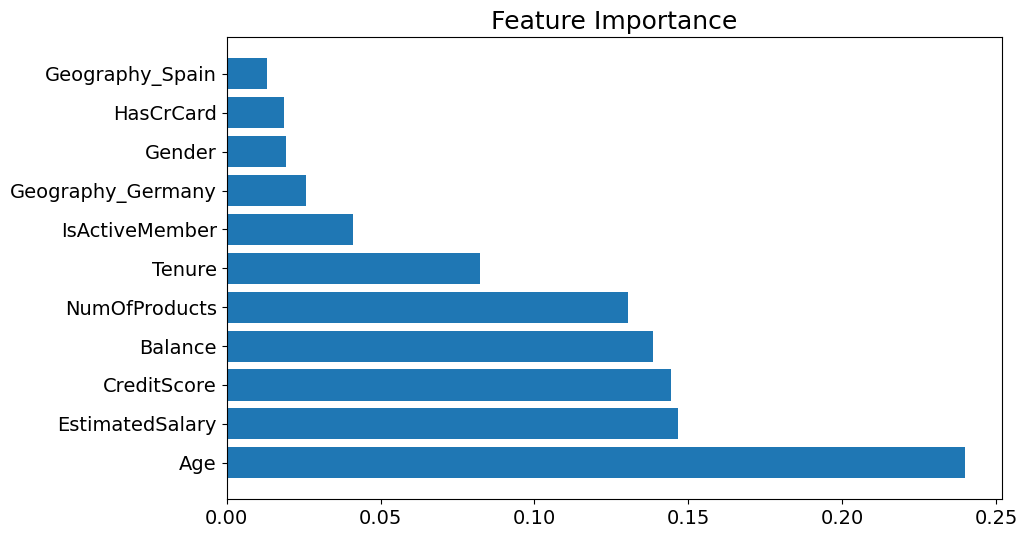 Feature Importance
Geography_Spain
HasCrCard
Gender
Geography_Germany
IsActiveMember
Tenure
NumOfProducts
Balance
CreditScore
EstimatedSalary
Age
0.00 0.05 0.10 0.15 0.20 0.25